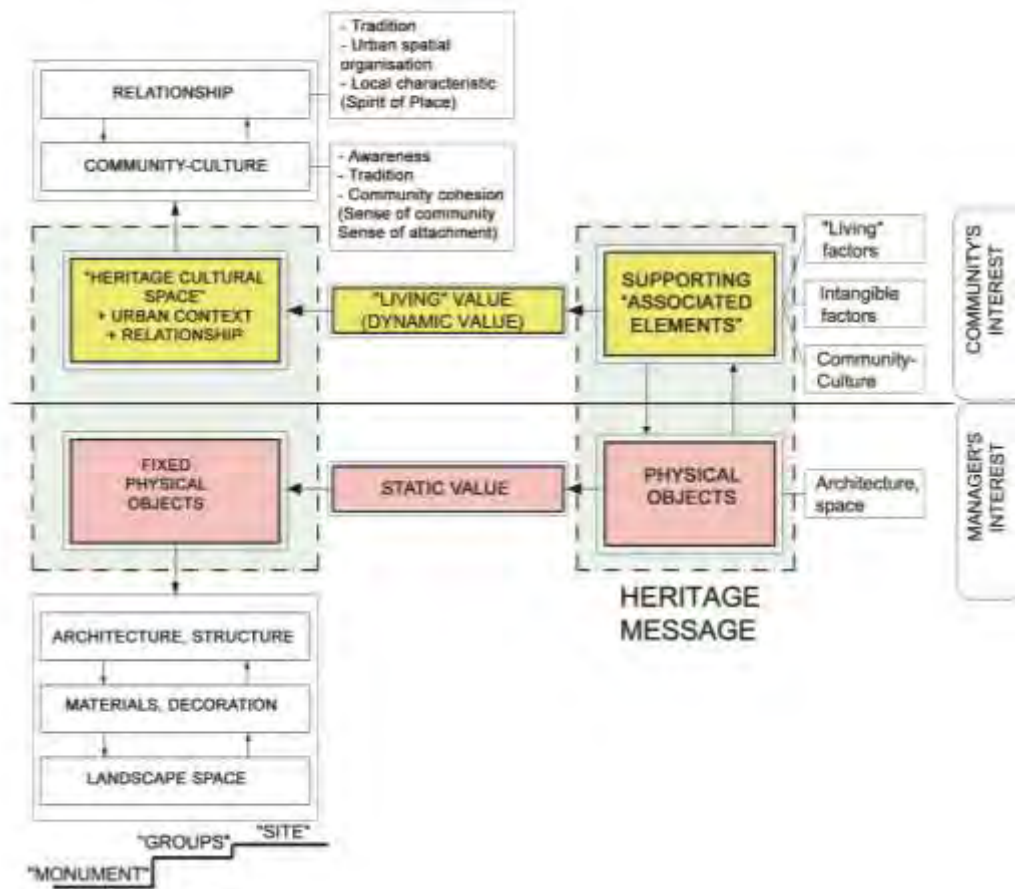 - Tradition
- Urban spatial
organisation
- Local characteristic
(Spirit of Place)
RELATIONSHIP
COMMUNITY-CULTURE
- Awareness
- Tradition
- Community cohesion
(Sense of community
Sense of attachment)
"HERITAGE CULTURAL
SPACE"
+ URBAN CONTEXT
+ RELATIONSHIP
"LIVING" VALUE
(DYNAMIC VALUE)
SUPPORTING
"ASSOCIATED
ELEMENTS"
"Living"
factors
Intangible
factors
Community-
Culture
COMMUNITY'S
INTEREST
FIXED
PHYSICAL
OBJECTS
STATIC VALUE
PHYSICAL
OBJECTS
Architecture,
space
MANAGER'S
INTEREST
HERITAGE
MESSAGE
ARCHITECTURE, STRUCTURE
MATERIALS, DECORATION
LANDSCAPE SPACE
"MONUMENT"
"GROUPS"
"SITE"